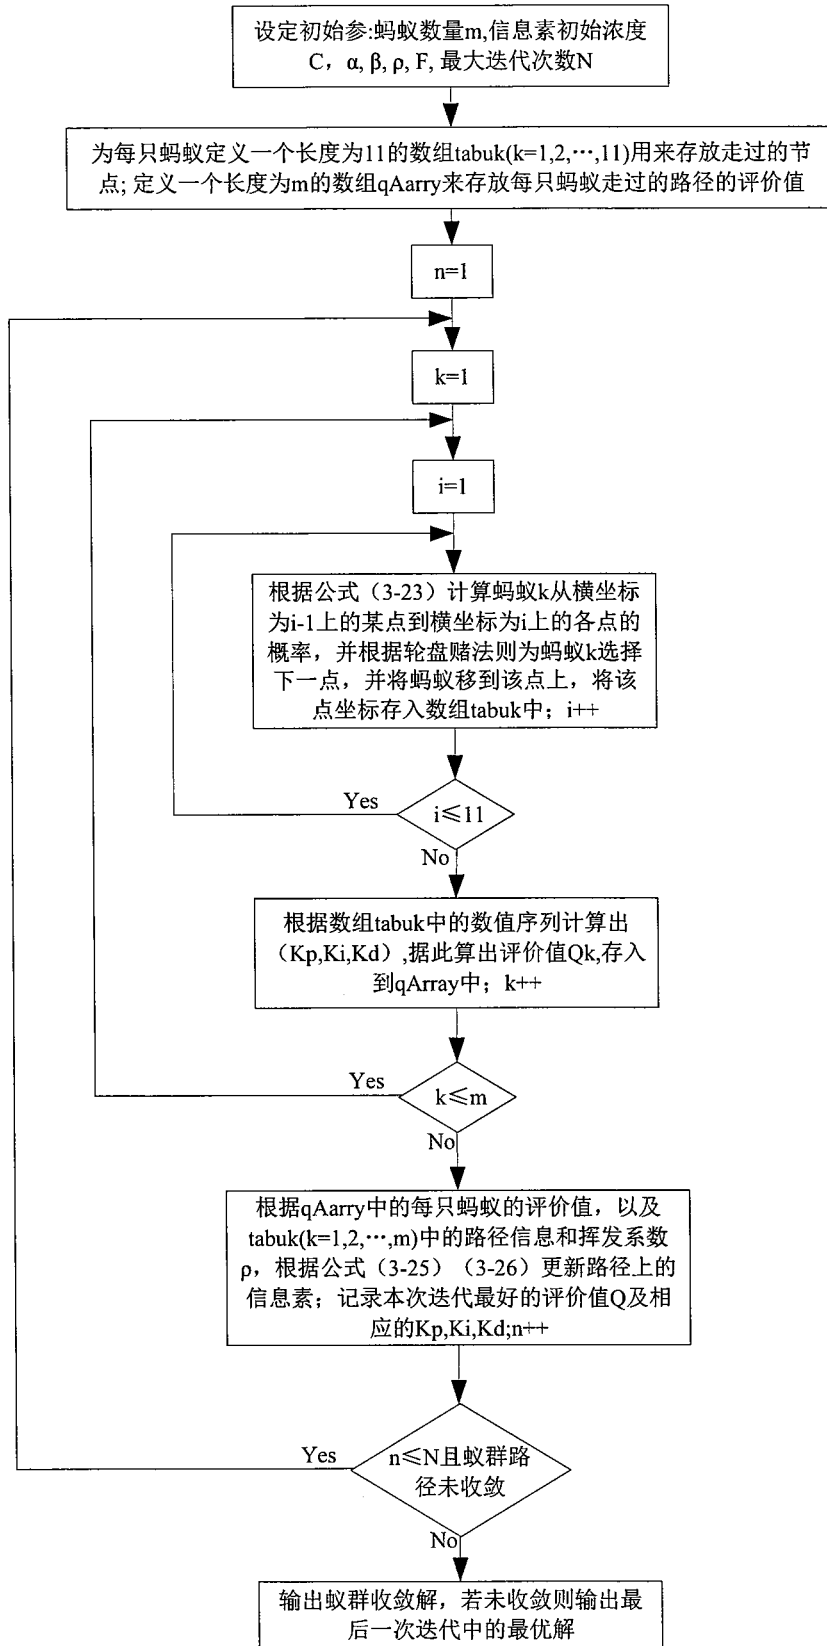 设定初始参:蚂蚁数量m,信息素初始浓度
C，α, β, ρ, F, 最大迭代次数N
为每只蚂蚁定义一个长度为11的数组tabuk(k=1,2,⋯,11)用来存放走过的节
点; 定义一个长度为m的数组qAarry来存放每只蚂蚁走过的路径的评价值
n=1
k=1
i=1
根据公式（3-23）计算蚂蚁k从横坐标
为i-1上的某点到横坐标为i上的各点的
概率，并根据轮盘赌法则为蚂蚁k选择
下一点，并将蚂蚁移到该点上，将该
点坐标存入数组tabuk中；i++
Yes
i≤11
No
根据数组tabuk中的数值序列计算出
（Kp,Ki,Kd）,据此算出评价值Qk,存入
到qArray中；k++
Yes
k≤m
No
根据qAarry中的每只蚂蚁的评价值，以及
tabuk(k=1,2,⋯,m)中的路径信息和挥发系数
ρ，根据公式（3-25）（3-26）更新路径上的
信息素；记录本次迭代最好的评价值Q及相
应的Kp,Ki,Kd;n++
Yes
n≤N且蚁群路
径未收敛
No
输出蚁群收敛解，若未收敛则输出最
后一次迭代中的最优解